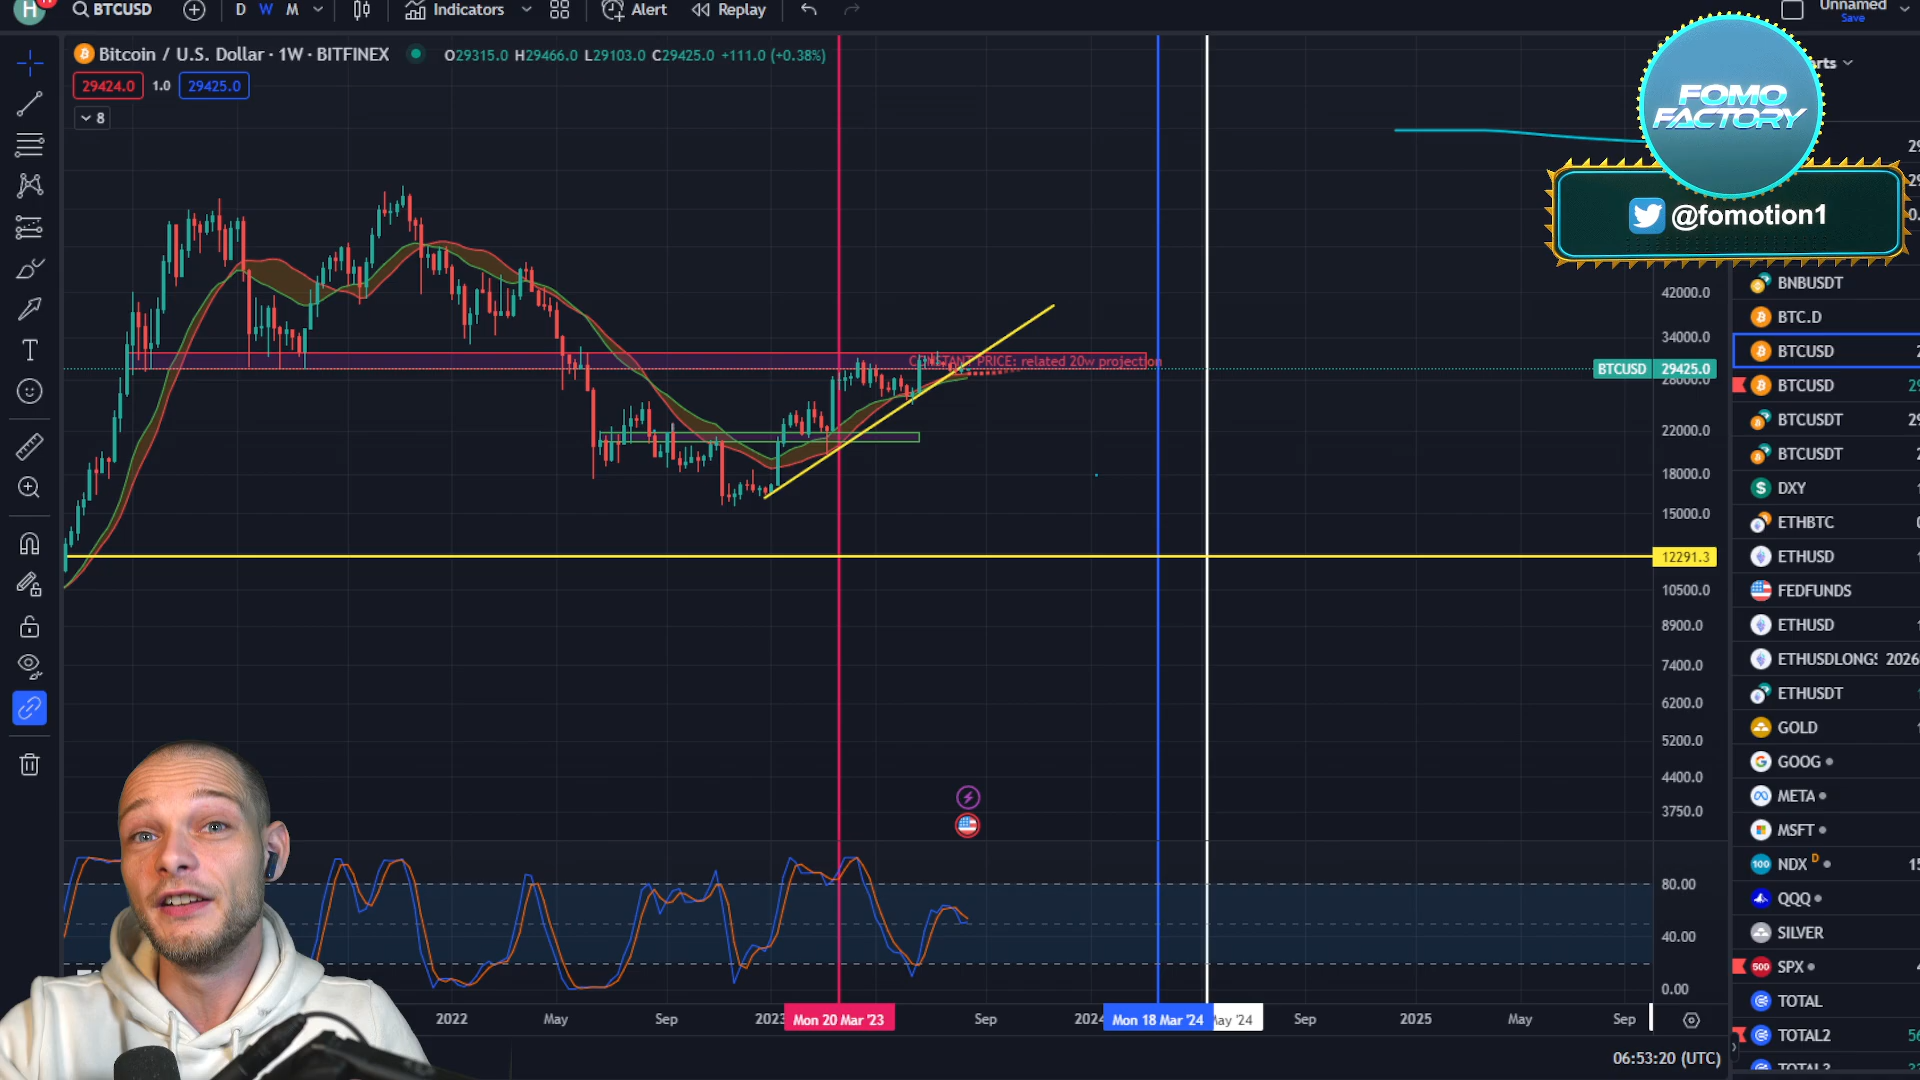 H
BTCUSD
D W M
Indicators
Alert
Replay
Unnamed
Save
Bitcoin / U.S. Dollar · 1W · BITFINEX
O29315.0 H29466.0 L29103.0 C29425.0 +111.0 (+0.38%)
29424.0 1.0 29425.0
8
FOMO
FACTORY
@fomotion1
CONSTANT PRICE: related 20w projection
42000.0
34000.0
BTCUSD 29425.0
28000.0
22000.0
18000.0
15000.0
12291.3
10500.0
8900.0
7400.0
6200.0
5200.0
4400.0
3750.0
80.00
40.00
0.00
BNBUSDT
BTC.D
BTCUSD
BTCUSD
BTCUSDT
BTCUSDT
DXY
ETHBTC
ETHUSD
FEDFUNDS
ETHUSD
ETHUSDLONGS 2026
ETHUSDT
GOLD
GOOG
META
MSFT
100 NDX D
QQQ
SILVER
500 SPX
TOTAL
TOTAL2
TOTAL3
2022 May Sep 2023 Mon 20 Mar '23 Sep 2024 Mon 18 Mar '24 May '24 Sep 2025 May Sep
06:53:20 (UTC)